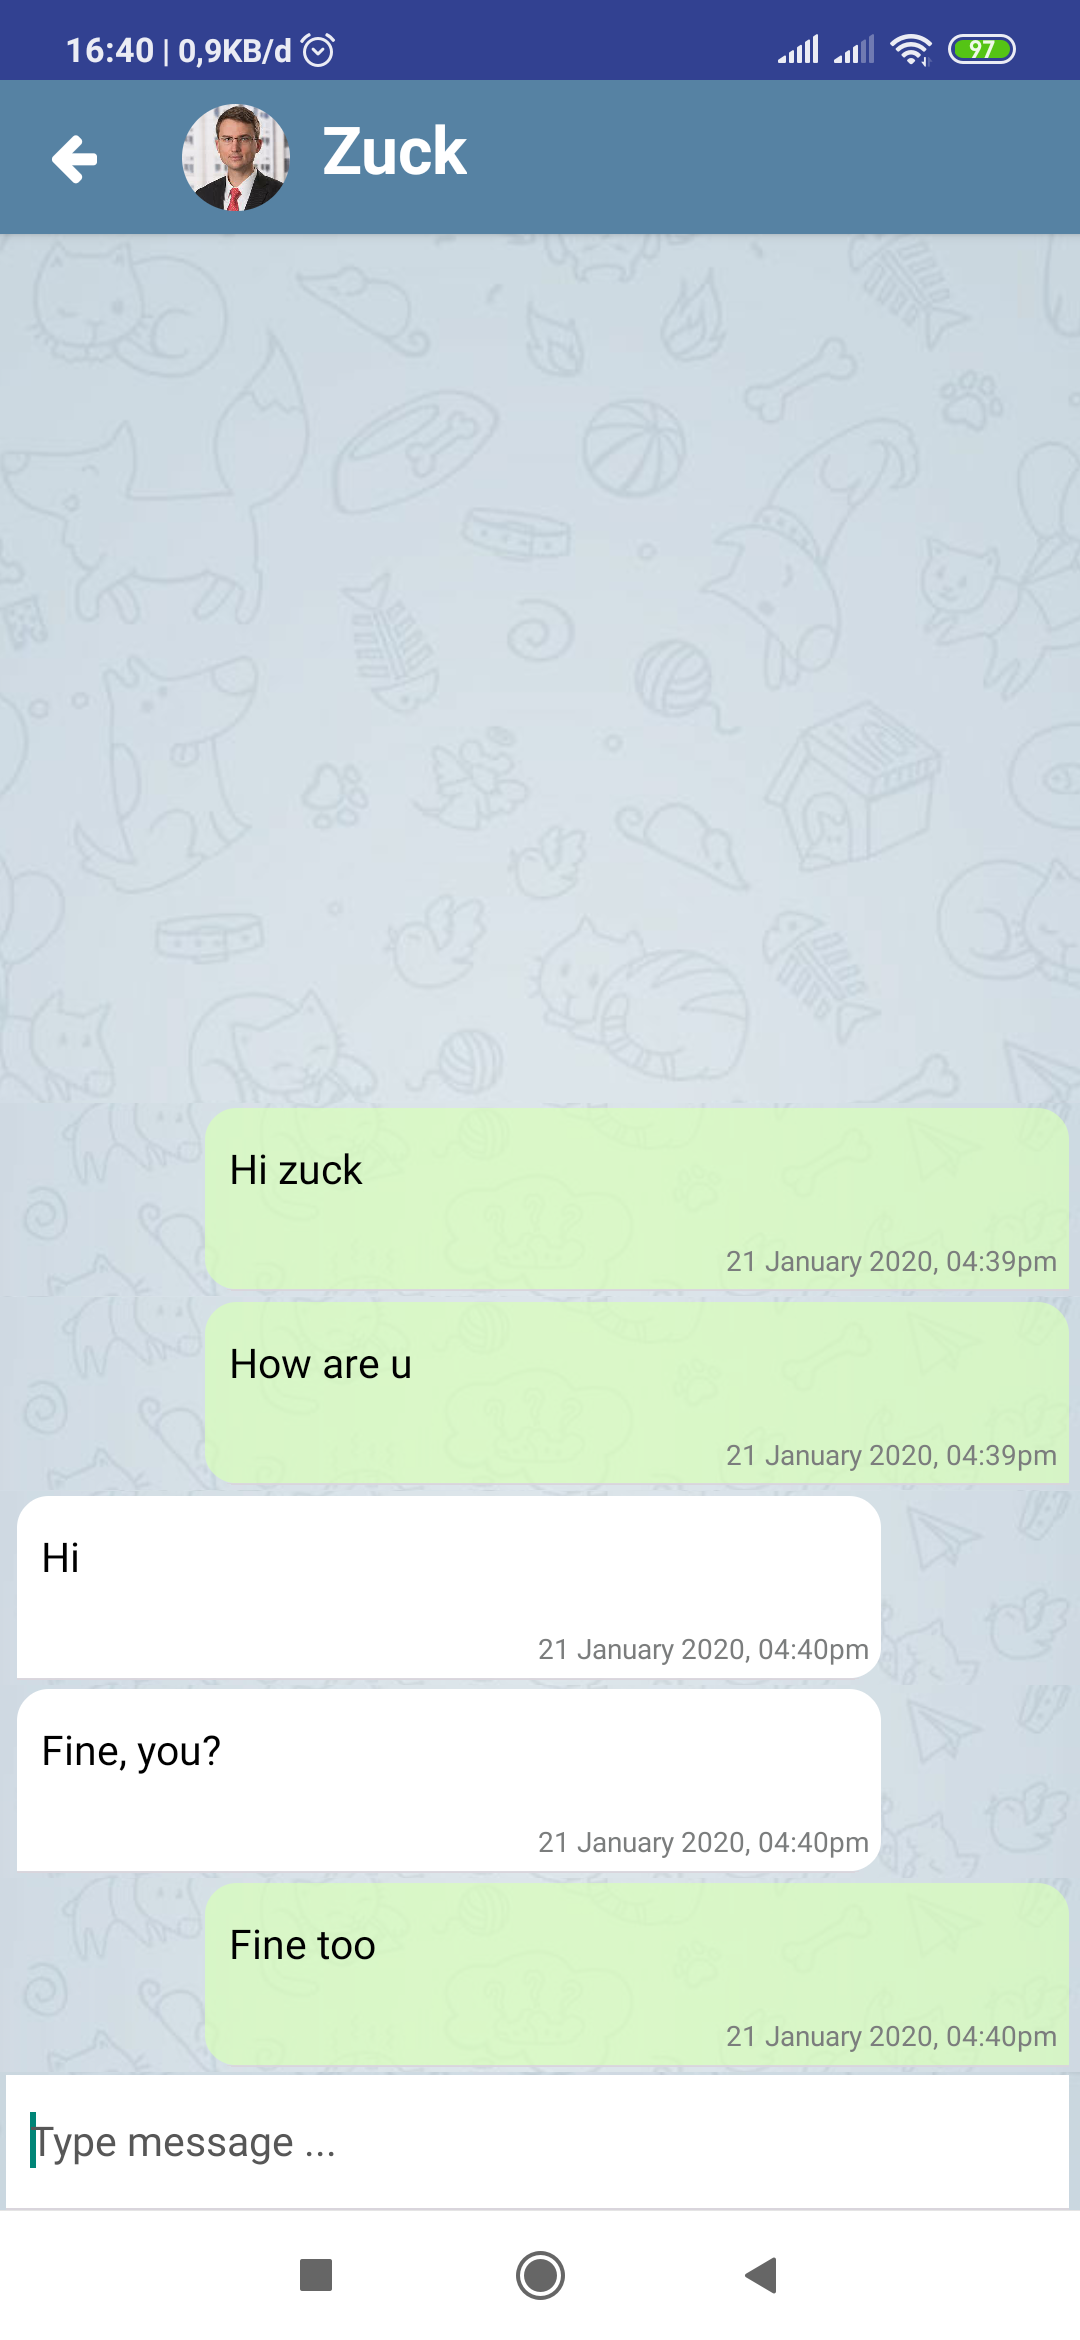 16:40 | 0,9KB/d
97
Zuck
Hi zuck
21 January 2020, 04:39pm
How are u
21 January 2020, 04:39pm
Hi
21 January 2020, 04:40pm
Fine, you?
21 January 2020, 04:40pm
Fine too
21 January 2020, 04:40pm
Type message ...